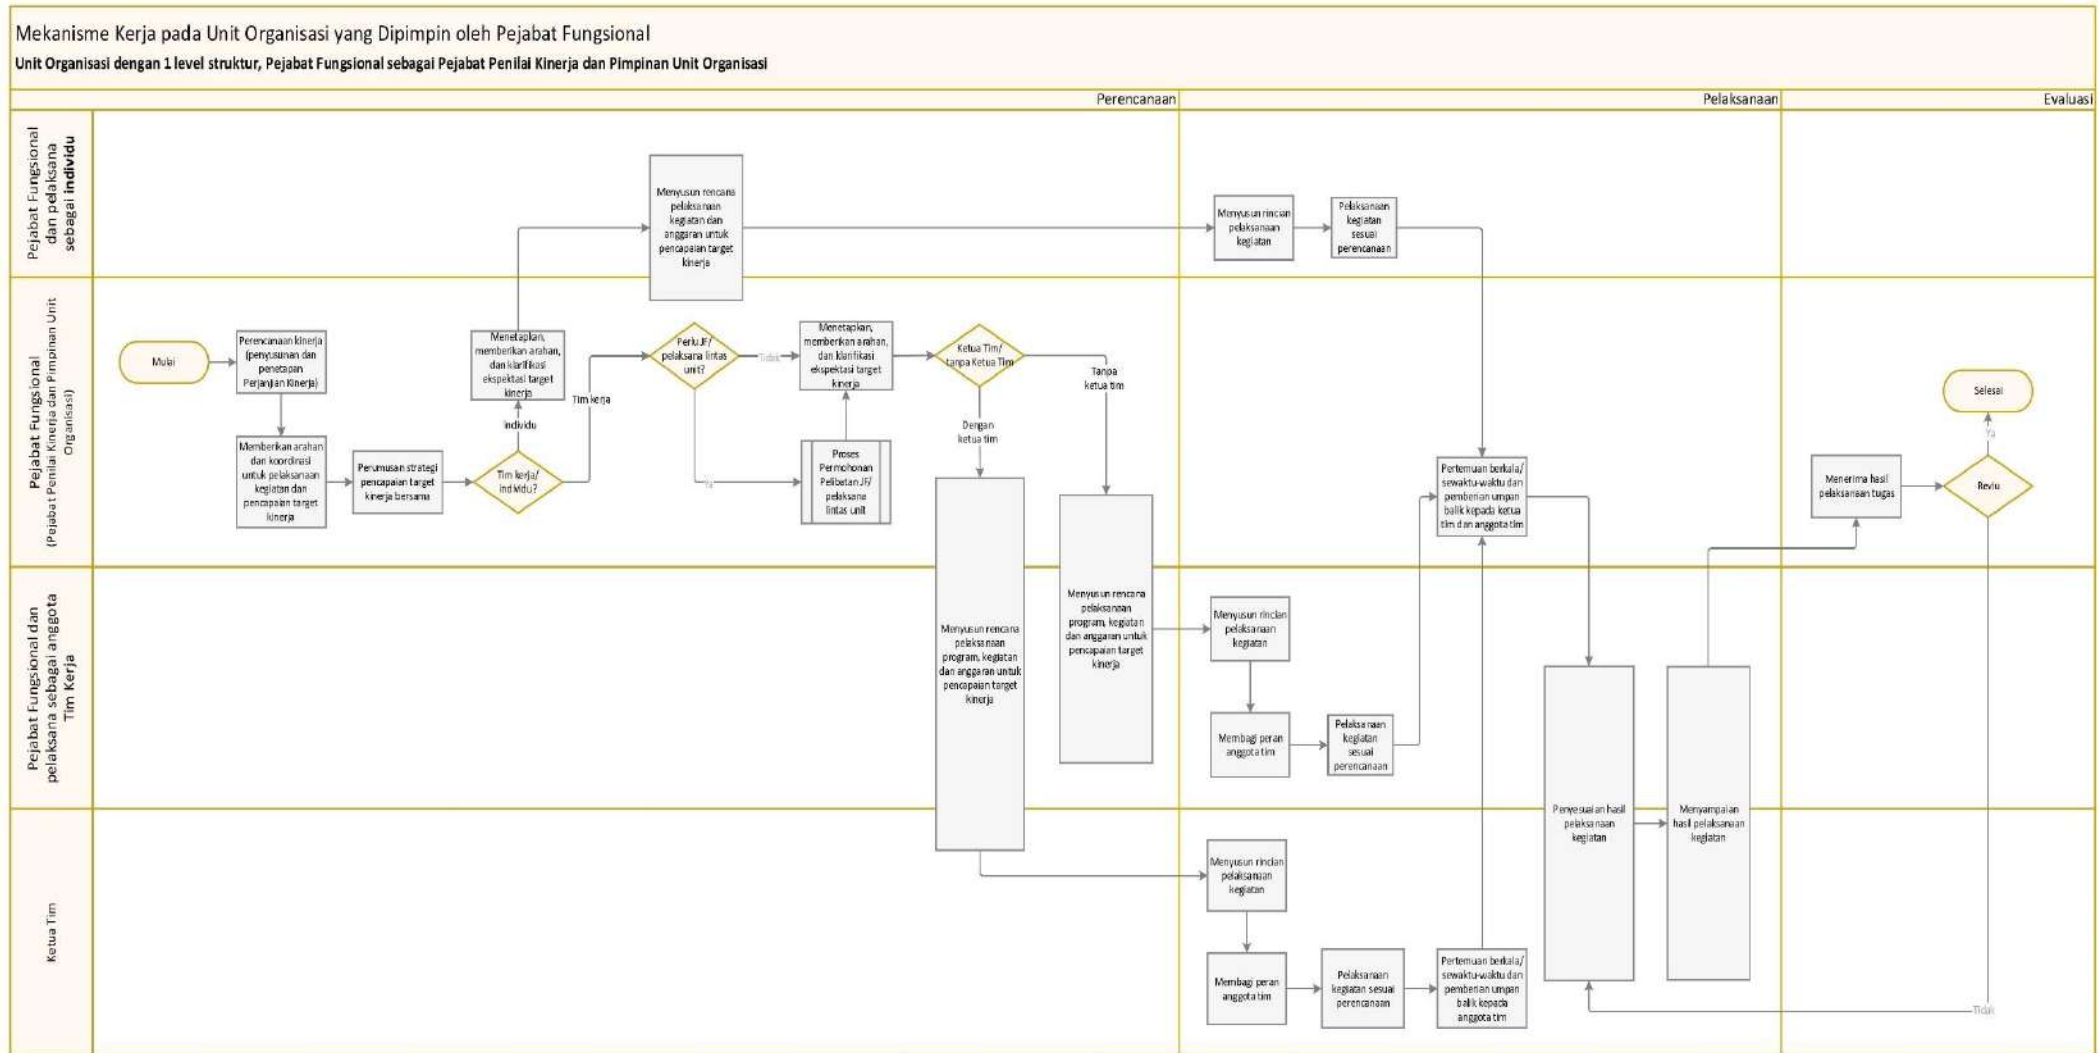 Mekanisme Kerja pada Unit Organisasi yang Dipimpin oleh Pejabat Fungsional
Unit Organisasi dengan 1 level struktur, Pejabat Fungsional sebagai Pejabat Penilai Kinerja dan Pimpinan Unit Organisasi
Perencanaan
Pelaksanaan
Evaluasi
Pejabat Fungsional
dan pelaksana
sebagai individu
Menyusun rencana
pelaksanaan
kegiatan dan
anggaran untuk
pencapaian target
kinerja
Menyusun rincian
pelaksanaan
kegiatan
Pelaksanaan
kegiatan
sesuai
perencanaan
Pejabat Fungsional
(Pejabat Penilai Kinerja dan Pimpinan Unit
Organisasi)
Mulai
Perencanaan kinerja
(penyusunan dan
penetapan
Perjanjian Kinerja)
Memberikan arahan
dan koordinasi
untuk pelaksanaan
kegiatan dan
pencapaian target
kinerja
Perumusan strategi
pencapaian target
kinerja bersama
Tim kerja/
individu?
Individu
Menetapkan,
memberikan arahan,
dan klarifikasi
ekspektasi target
kinerja
Tim kerja
Perlu JF/
pelaksana lintas
unit?
Tidak
Ya
Proses
Permohonan
Pelibatan JF/
pelaksana
lintas unit
Menetapkan,
memberikan arahan,
dan klarifikasi
ekspektasi target
kinerja
Ketua Tim/
tanpa Ketua Tim
Dengan
ketua tim
Tanpa
ketua tim
Pertemuan berkala/
sewaktu-waktu dan
pemberian umpan
balik kepada ketua
tim dan anggota tim
Menerima hasil
pelaksanaan tugas
Reviu
Ya
Selesai
Pejabat Fungsional dan
pelaksana sebagai anggota
Tim Kerja
Menyusun rencana
pelaksanaan
program, kegiatan
dan anggaran untuk
pencapaian target
kinerja
Menyusun rencana
pelaksanaan
program, kegiatan
dan anggaran untuk
pencapaian target
kinerja
Menyusun rincian
pelaksanaan
kegiatan
Membagi peran
anggota tim
Pelaksanaan
kegiatan
sesuai
perencanaan
Penyesuaian hasil
pelaksanaan
kegiatan
Menyampaian
hasil pelaksanaan
kegiatan
Ketua Tim
Menyusun rincian
pelaksanaan
kegiatan
Membagi peran
anggota tim
Pelaksanaan
kegiatan sesuai
perencanaan
Pertemuan berkala/
sewaktu-waktu dan
pemberian umpan
balik kepada
anggota tim
Tidak